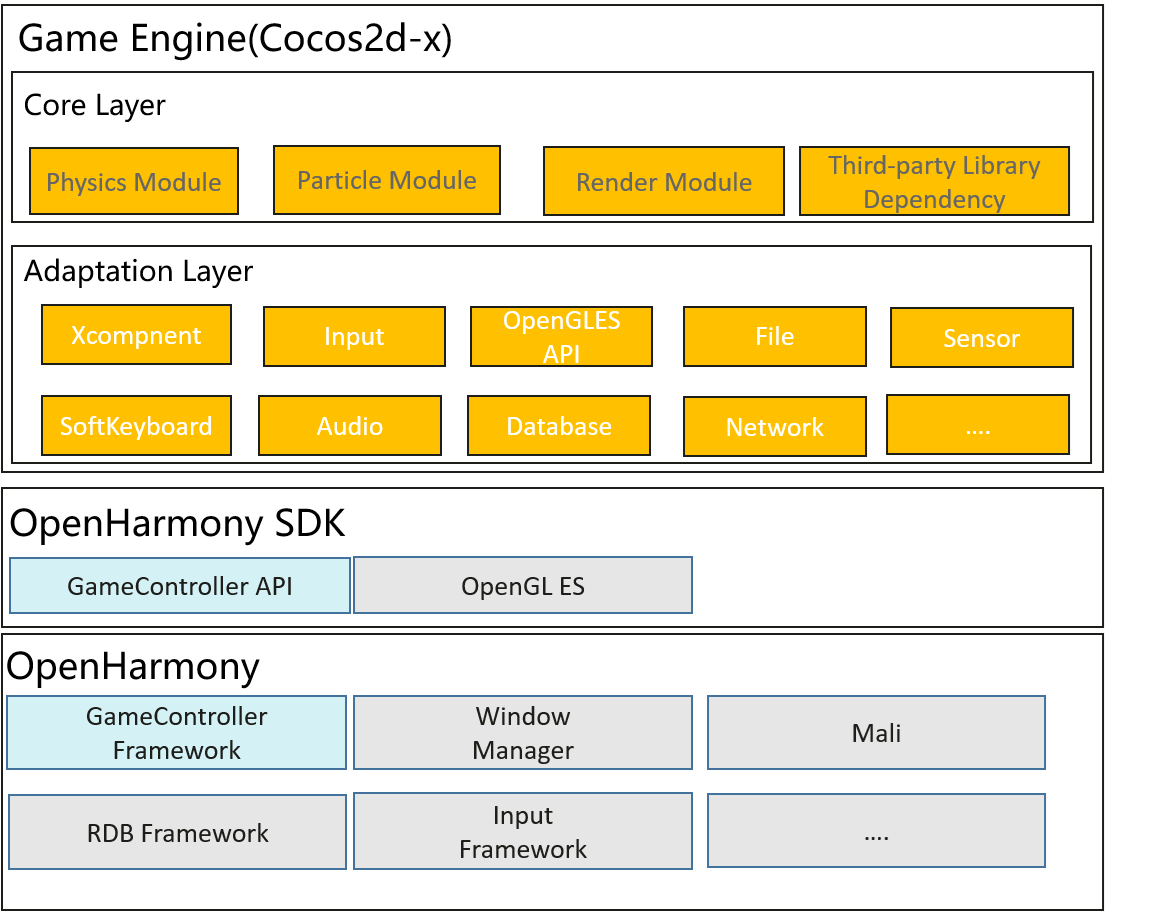 Game Engine(Cocos2d-x)
Core Layer
Physics Module
Particle Module
Render Module
Third-party Library
Dependency
Adaptation Layer
Xcompnent
Input
OpenGLES
API
File
Sensor
SoftKeyboard
Audio
Database
Network
....
OpenHarmony SDK
GameController API
OpenGL ES
OpenHarmony
GameController
Framework
Window
Manager
Mali
RDB Framework
Input
Framework
....